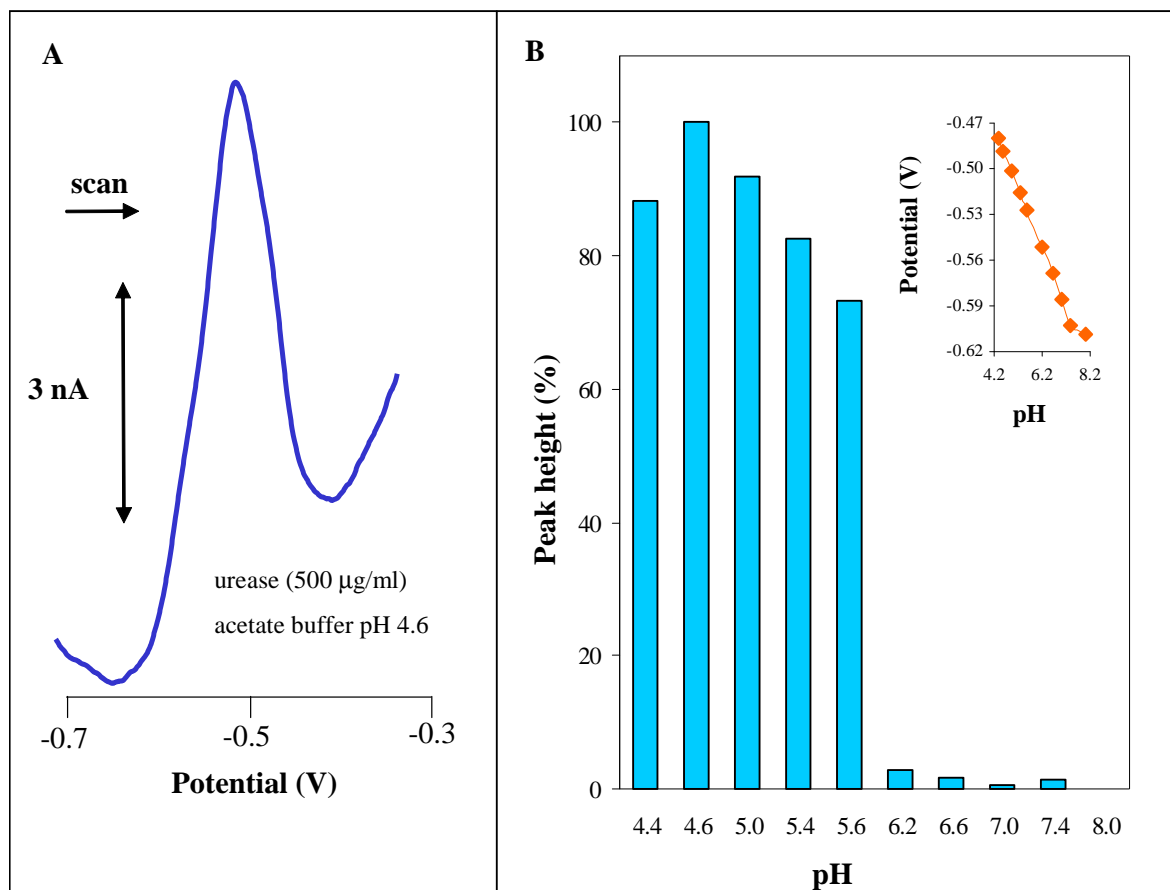 A
scan
3 nA
urease (500 μg/ml)
acetate buffer pH 4.6
-0.7 -0.5 -0.3
Potential (V)
B
Peak height (%)
100
80
60
40
20
0
4.4 4.6 5.0 5.4 5.6 6.2 6.6 7.0 7.4 8.0
pH
Potential (V)
-0.47
-0.50
-0.53
-0.56
-0.59
-0.62
4.2 6.2 8.2
pH